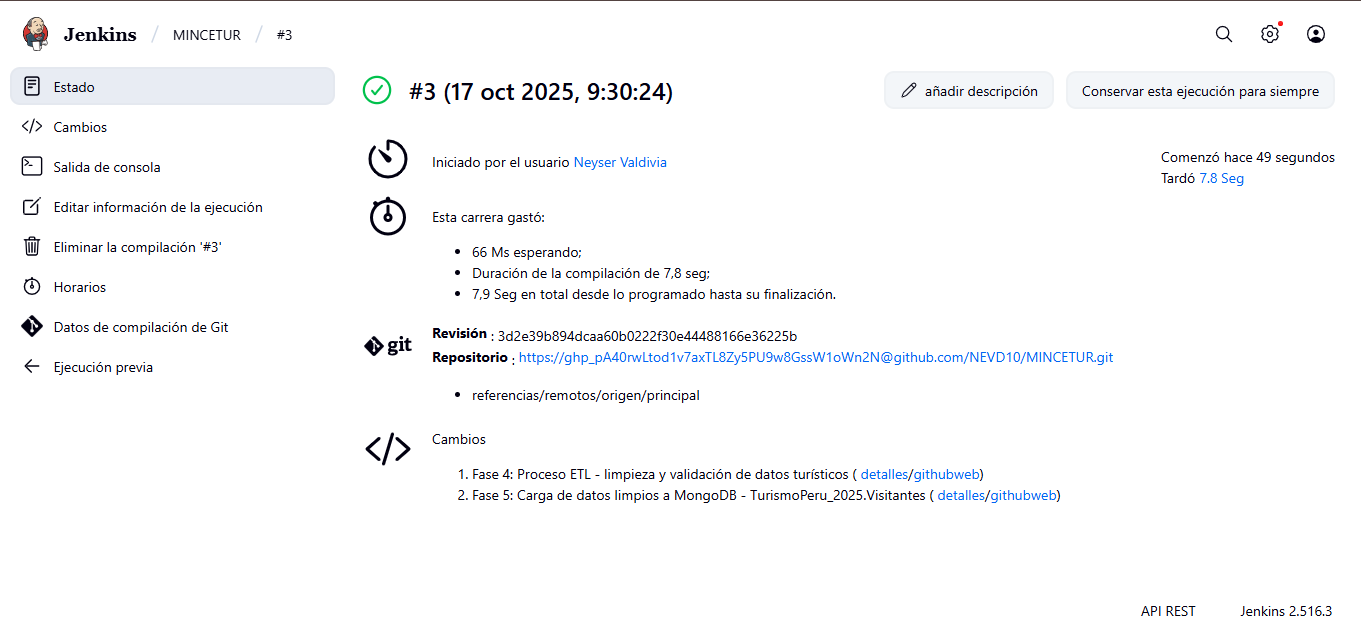 Jenkins / MINCETUR / #3
Estado
Cambios
Salida de consola
Editar información de la ejecución
Eliminar la compilación '#3'
Horarios
Datos de compilación de Git
Ejecución previa
#3 (17 oct 2025, 9:30:24)
añadir descripción
Conservar esta ejecución para siempre
Iniciado por el usuario Neyser Valdivia
Comenzó hace 49 segundos
Tardó 7.8 Seg
Esta carrera gastó:
66 Ms esperando;
Duración de la compilación de 7,8 seg;
7,9 Seg en total desde lo programado hasta su finalización.
git
Revisión : 3d2e39b894dcaa60b0222f30e44488166e36225b
Repositorio : https://[credential omitted]@github.com/NEVD10/MINCETUR.git
referencias/remotos/origen/principal
Cambios
1. Fase 4: Proceso ETL - limpieza y validación de datos turísticos ( detalles/githubweb)
2. Fase 5: Carga de datos limpios a MongoDB - TurismoPeru_2025.Visitantes ( detalles/githubweb)
API REST
Jenkins 2.516.3